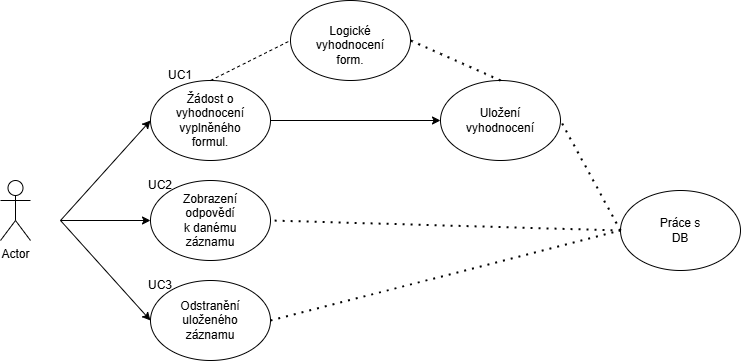 Logické
vyhodnocení
form.
UC1
Žádost o
vyhodnocení
vyplněného
formul.
Uložení
vyhodnocení
UC2
Zobrazení
odpovědí
k danému
záznamu
Actor
Práce s
DB
UC3
Odstranění
uloženého
záznamu